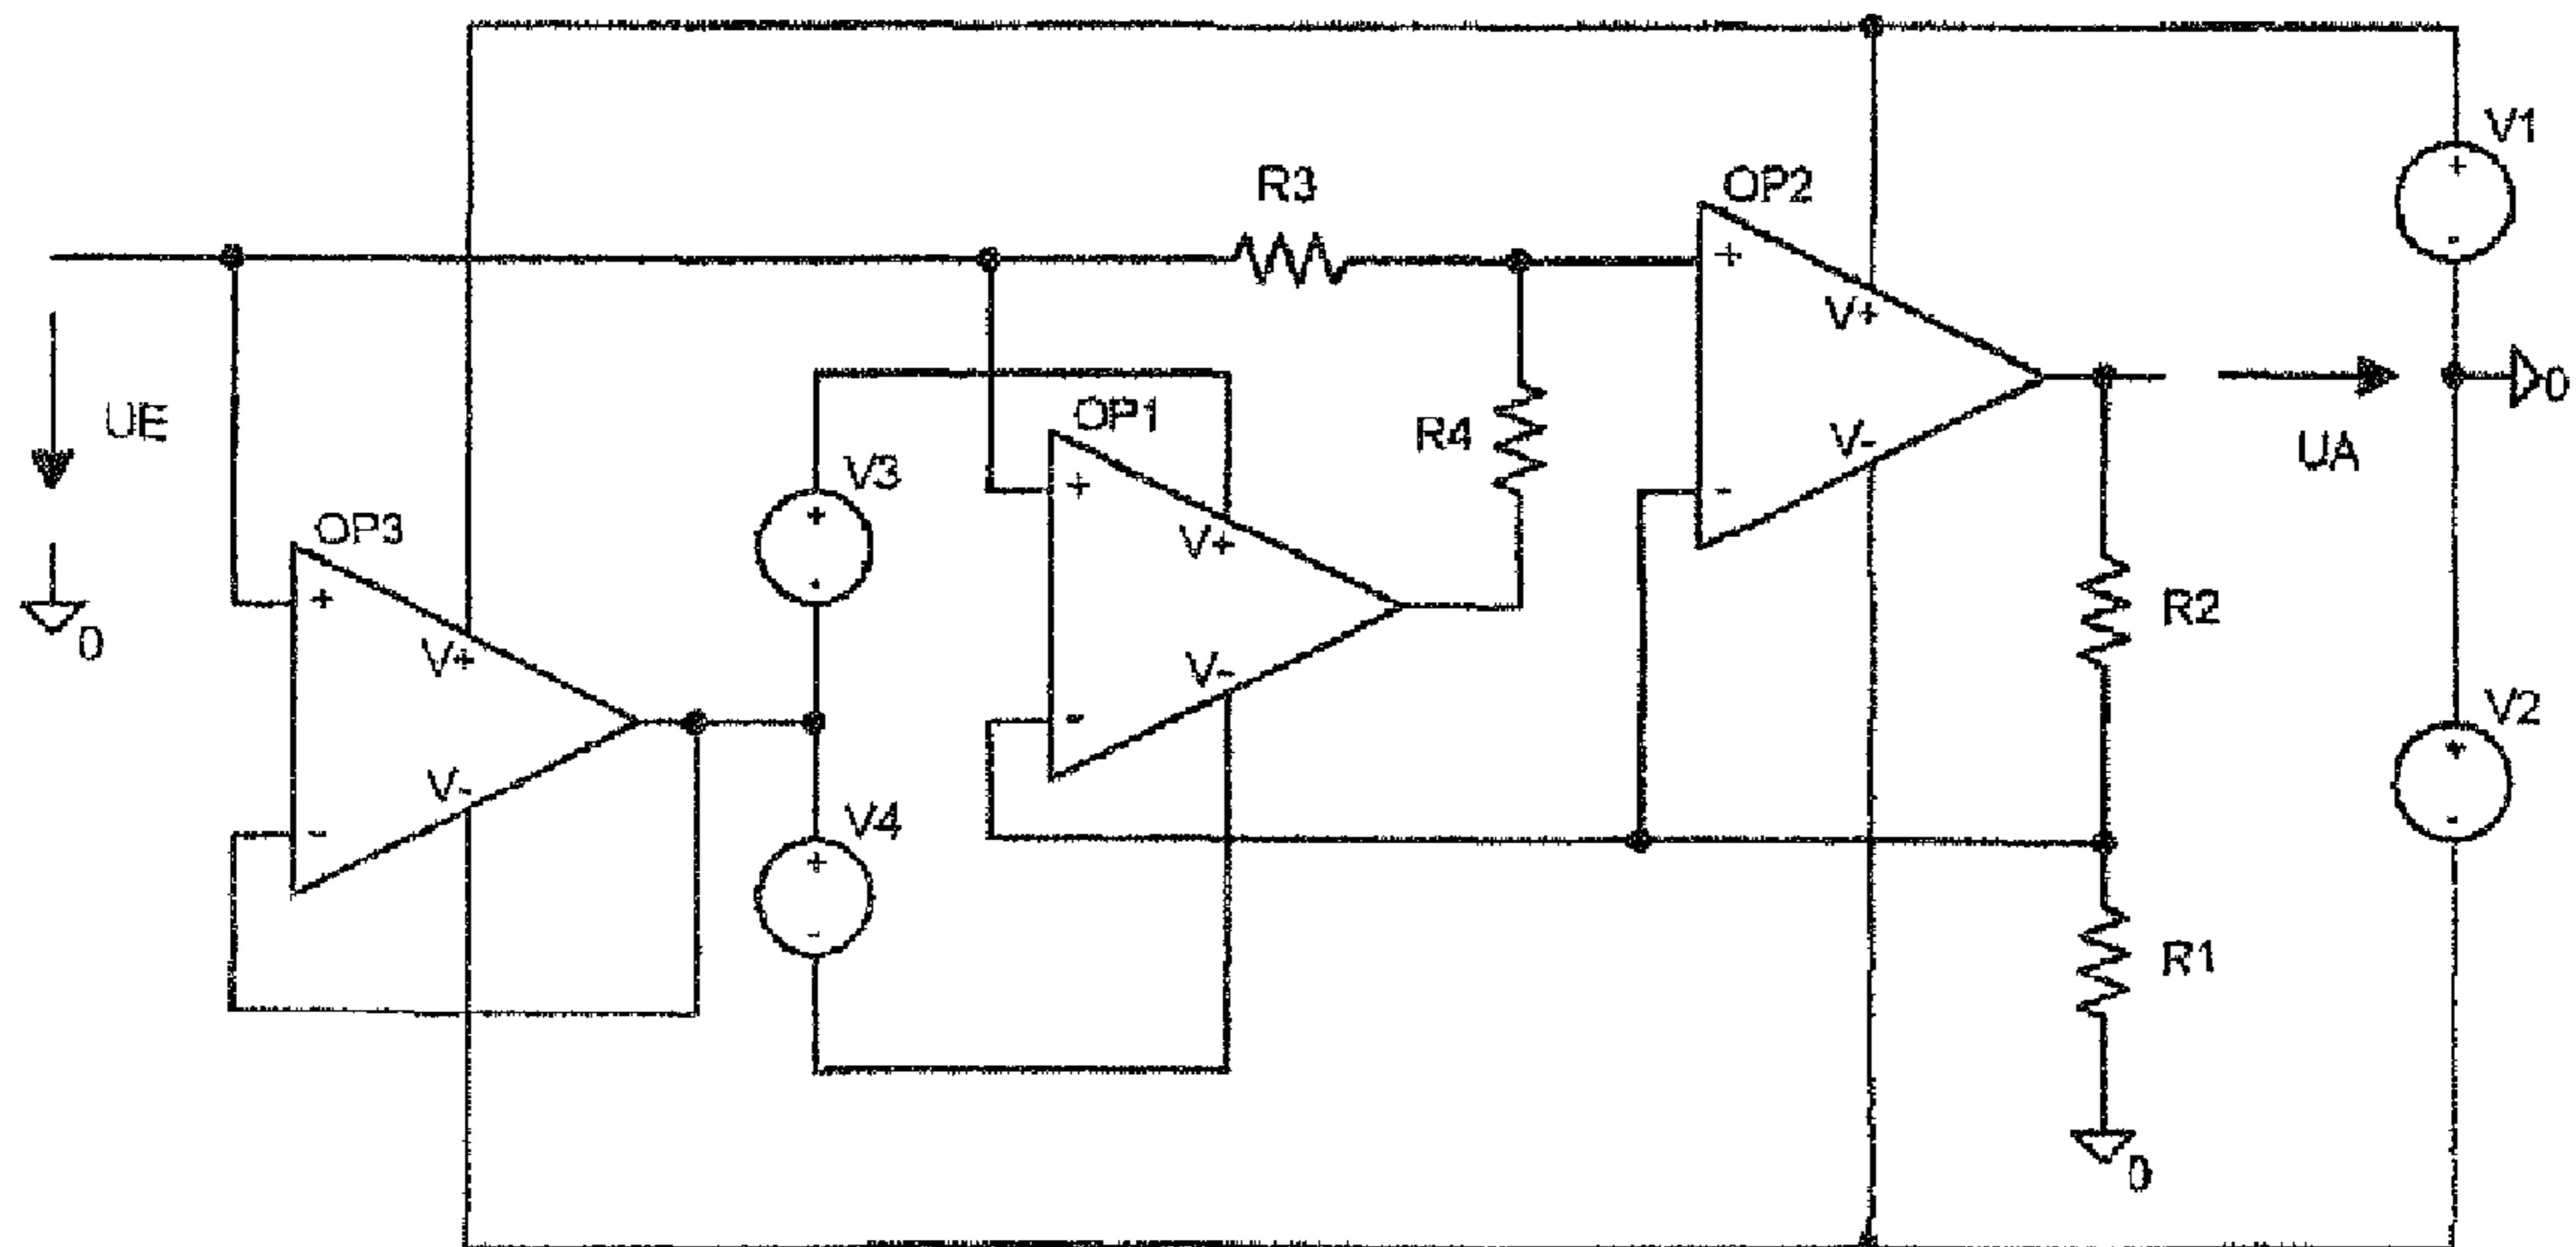 V1
+
-
R3
OP2
+
V+
UE
OP1
R4
V-
UA
0
V3
+
V+
-
OP3
+
-
R2
V+
V-
-
0
V2
+
-
V-
-
V4
+
-
R1
0